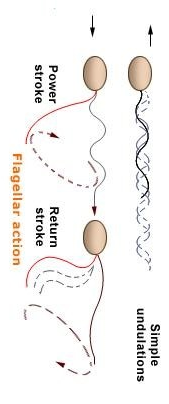 Power
stroke
Return
stroke
Flagellar action
Simple
undulations